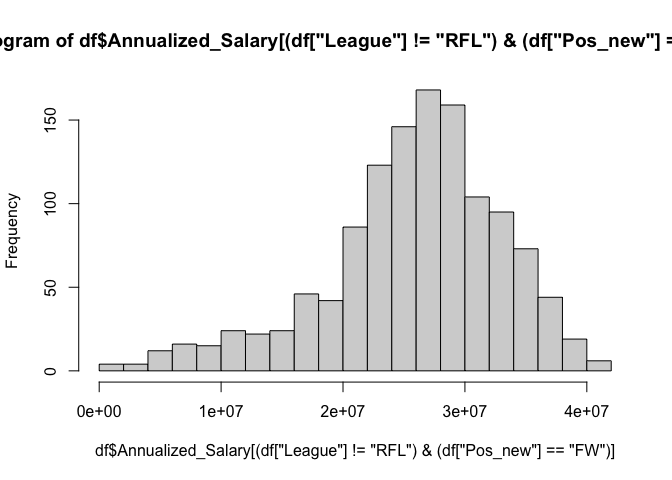 ogram of df$Annualized_Salary[(df["League"] != "RFL") & (df["Pos_new"] =
Frequency
150
100
50
0
0e+00 1e+07 2e+07 3e+07 4e+07
df$Annualized_Salary[(df["League"] != "RFL") & (df["Pos_new"] == "FW")]